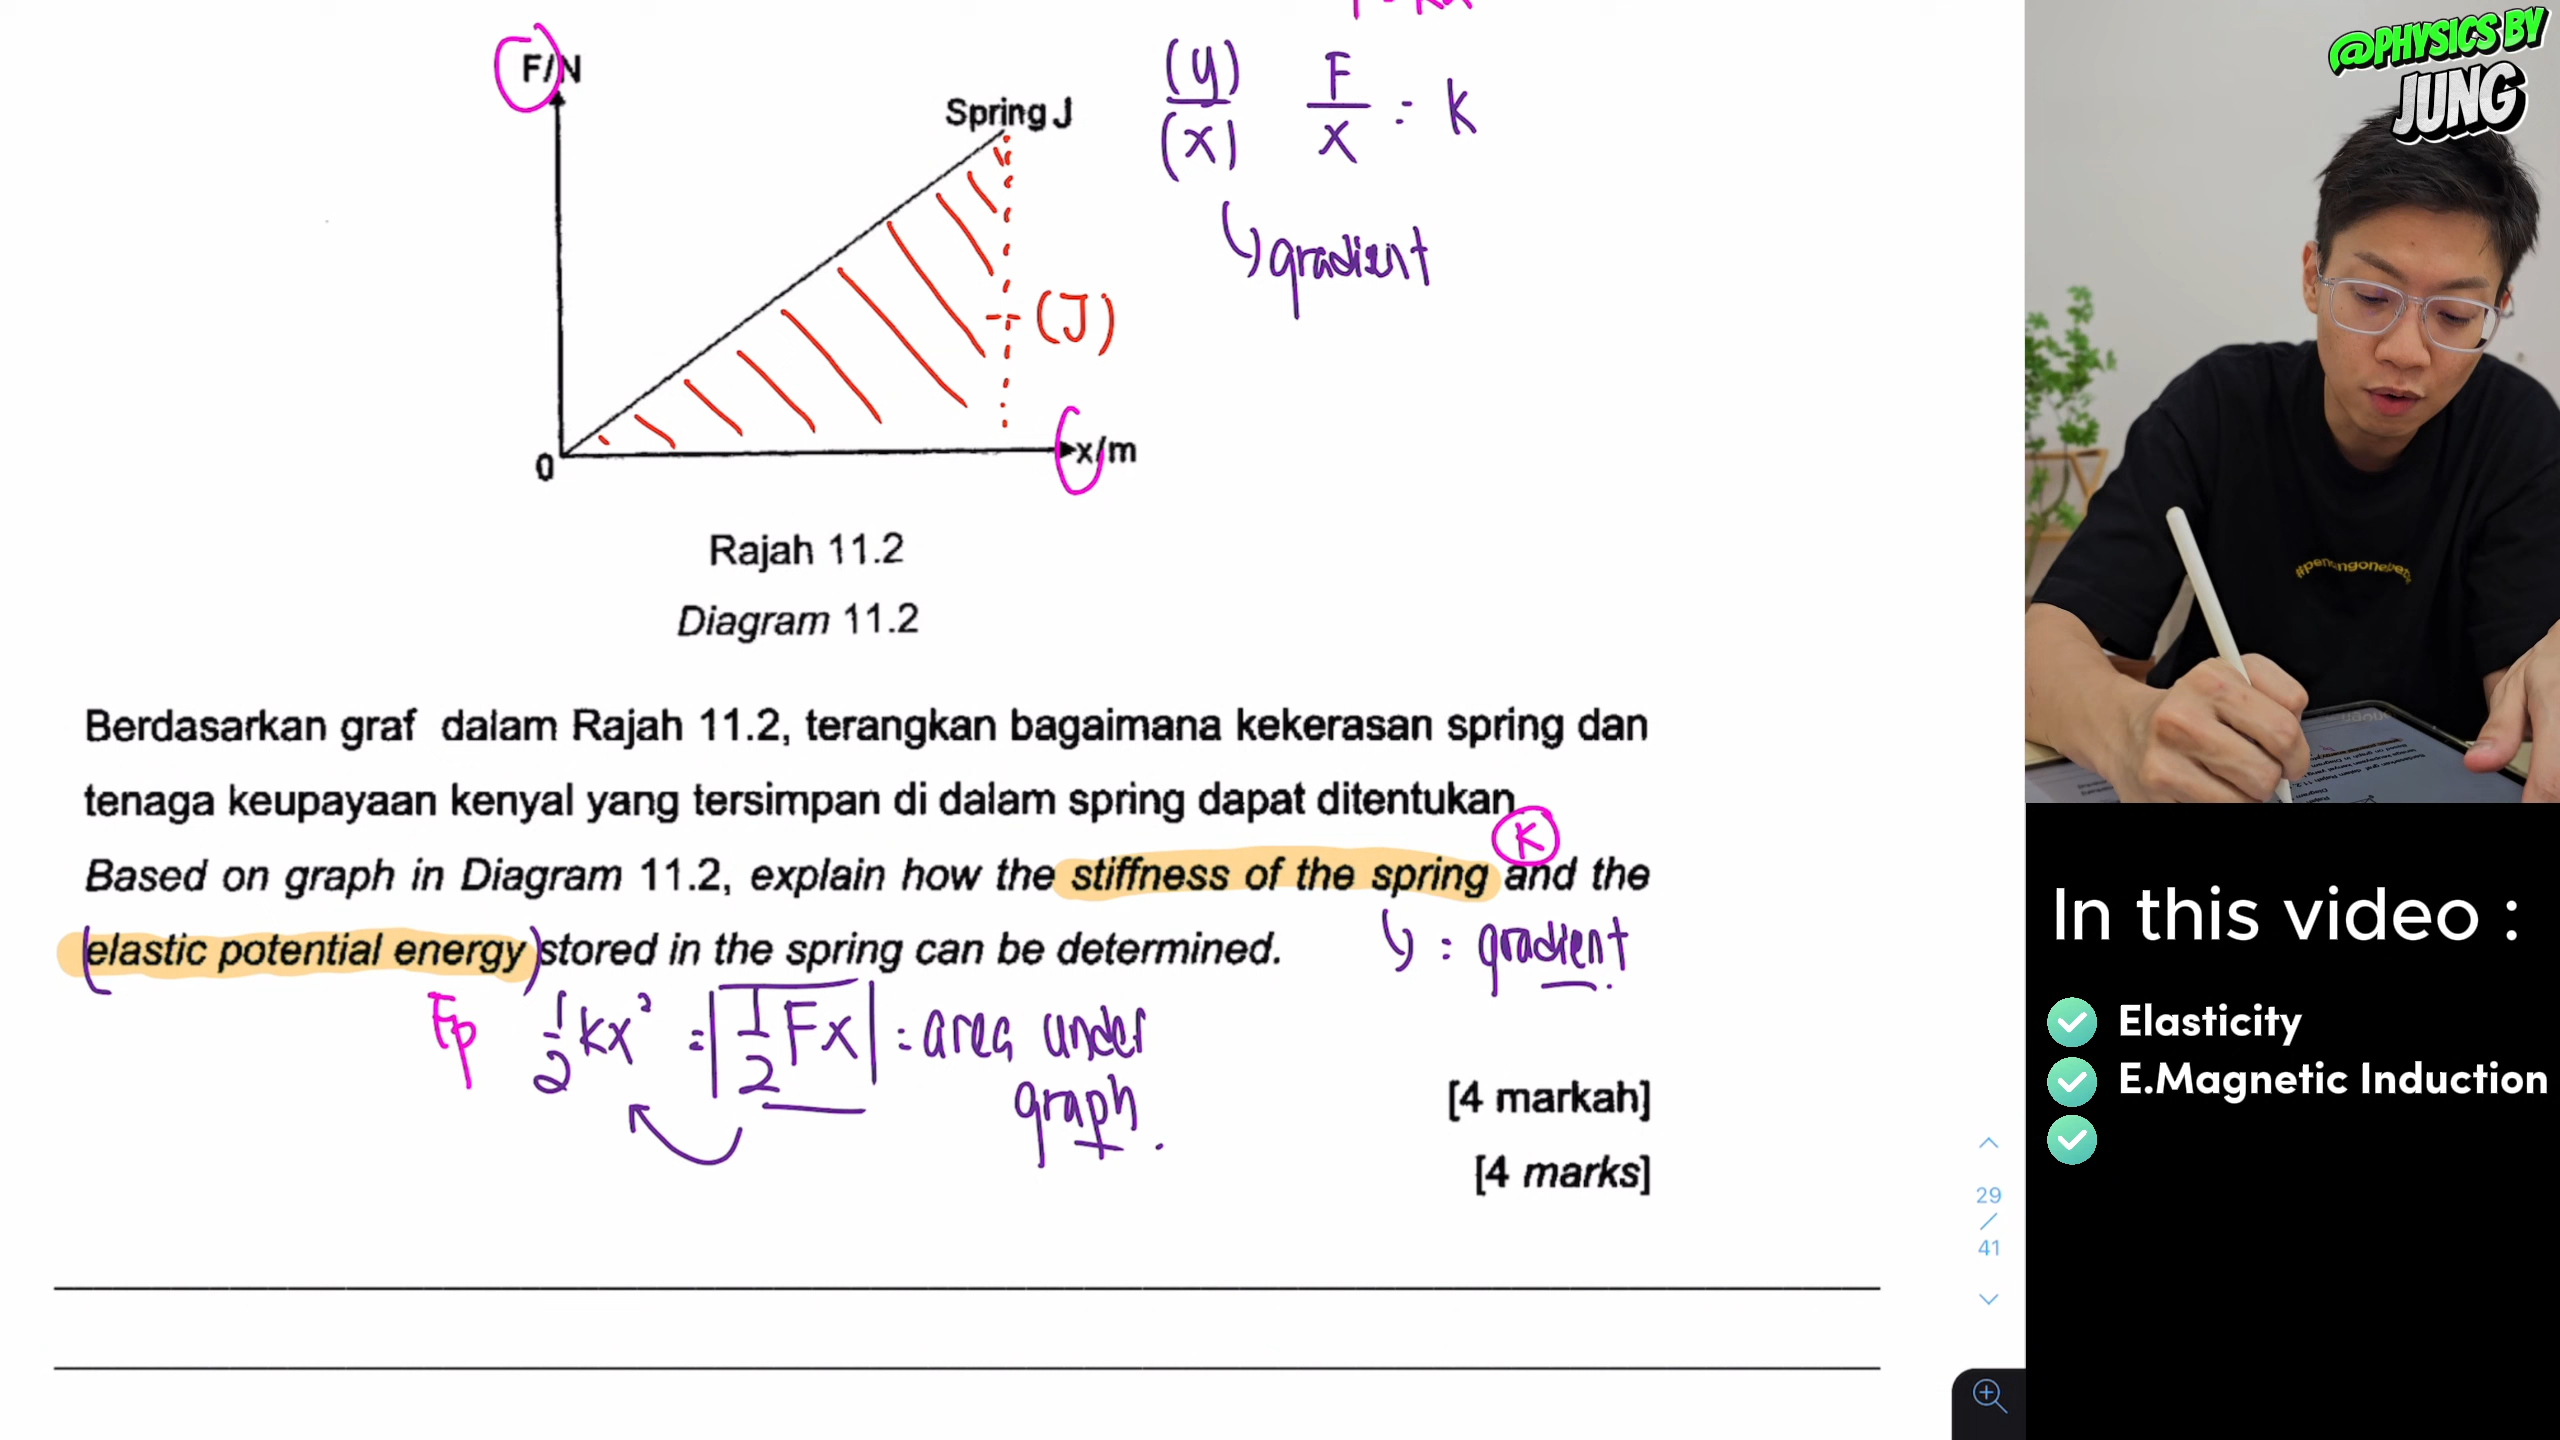 F/N
Spring J
(y)
(x)
F
x
= k
gradient
(J)
0
x/m
Rajah 11.2
Diagram 11.2
Berdasarkan graf dalam Rajah 11.2, terangkan bagaimana kekerasan spring dan
tenaga keupayaan kenyal yang tersimpan di dalam spring dapat ditentukan
K
Based on graph in Diagram 11.2, explain how the stiffness of the spring and the
(elastic potential energy) stored in the spring can be determined.
: gradient
Ep 1/2 kx² = 1/2 Fx = area under
graph.
[4 markah]
[4 marks]
29
/
41
@PHYSICS BY
JUNG
#penangonebet
In this video :
Elasticity
E.Magnetic Induction